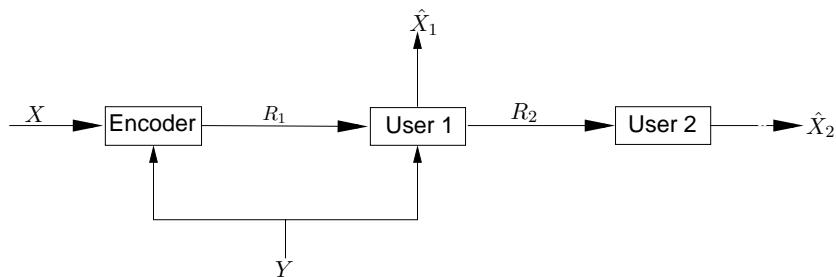 X̂₁
X
Encoder
R₁
User 1
R₂
User 2
X̂₂
Y